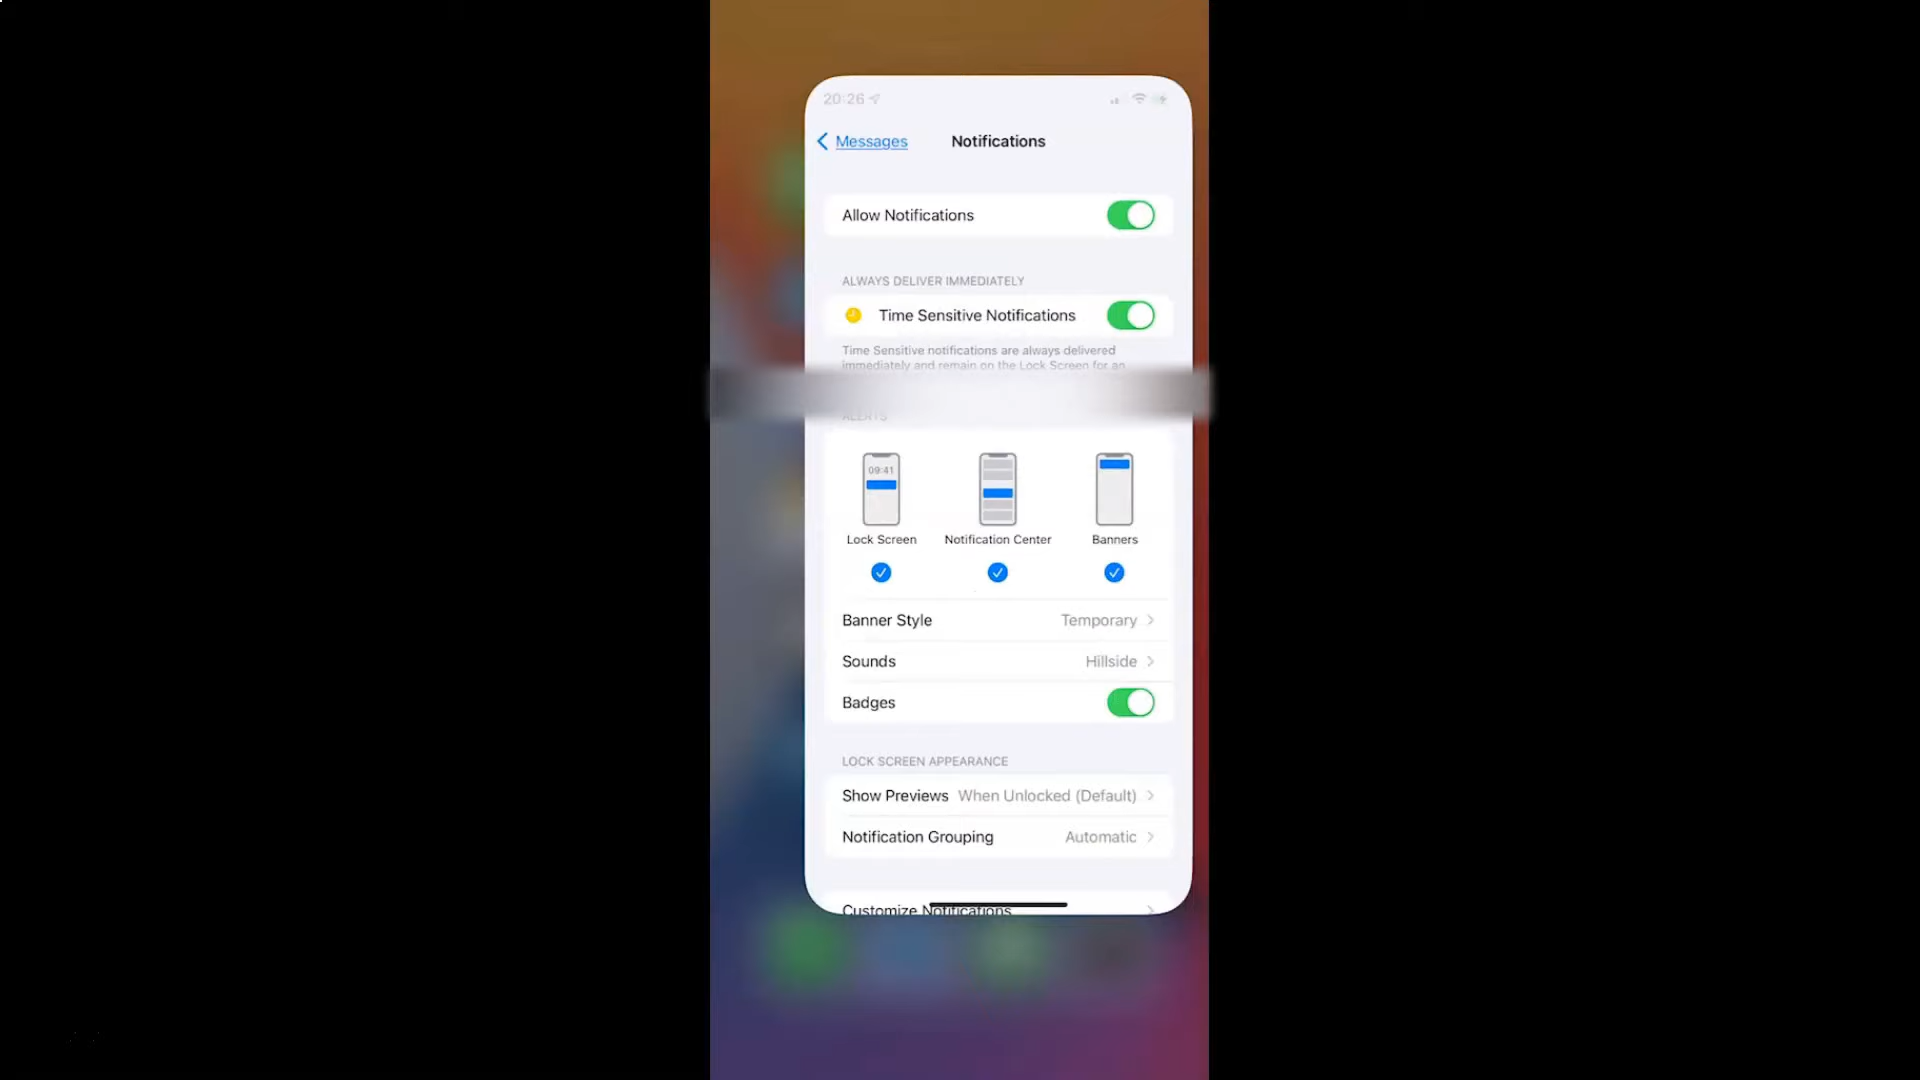 20:26
Messages
Notifications
Allow Notifications
ALWAYS DELIVER IMMEDIATELY
Time Sensitive Notifications
Time Sensitive notifications are always delivered
immediately and remain on the Lock Screen for an
ALERTS
09:41
Lock Screen Notification Center Banners
Banner Style Temporary
Sounds Hillside
Badges
LOCK SCREEN APPEARANCE
Show Previews When Unlocked (Default)
Notification Grouping Automatic
Customize Notifications